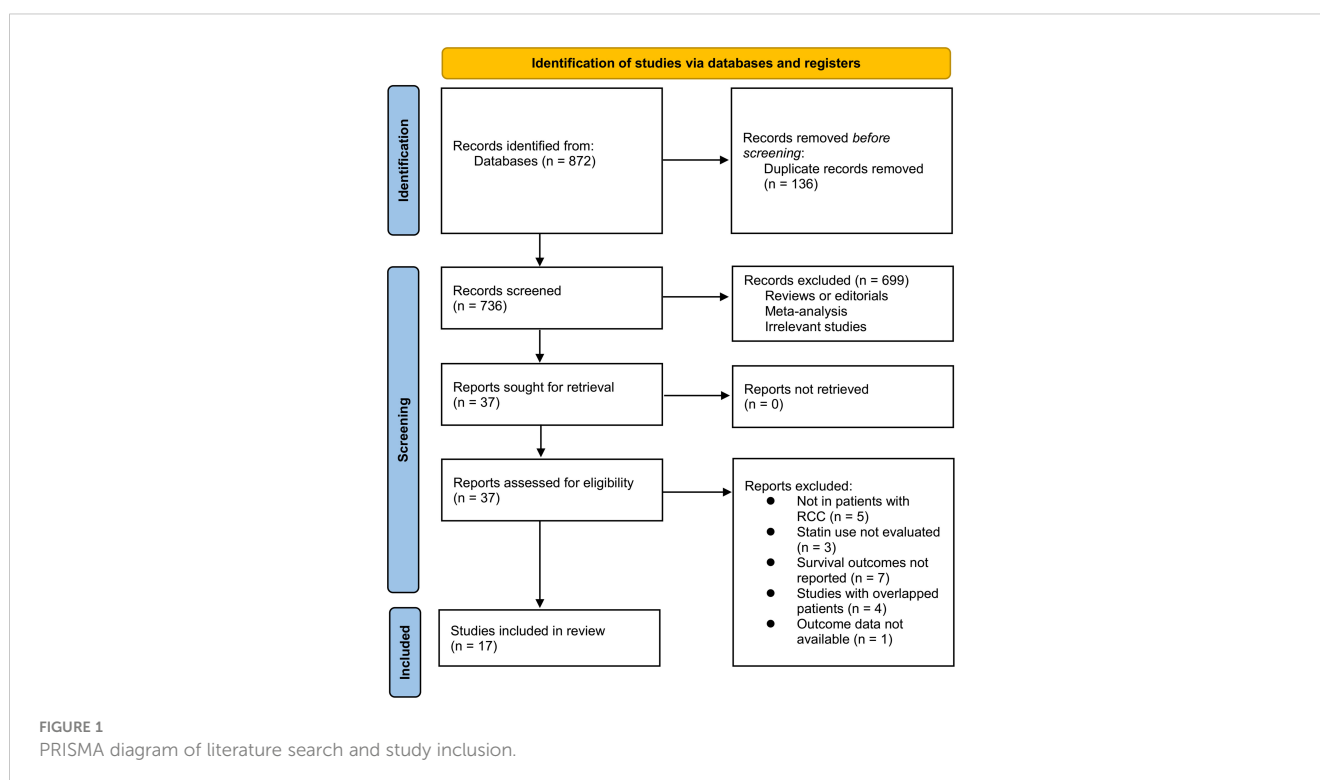 Identification of studies via databases and registers
Identification
Records identified from:
Databases (n = 872)
Records removed before
screening:
Duplicate records removed
(n = 136)
Screening
Records screened
(n = 736)
Records excluded (n = 699)
Reviews or editorials
Meta-analysis
Irrelevant studies
Reports sought for retrieval
(n = 37)
Reports not retrieved
(n = 0)
Reports assessed for eligibility
(n = 37)
Reports excluded:
● Not in patients with
RCC (n = 5)
● Statin use not evaluated
(n = 3)
● Survival outcomes not
reported (n = 7)
● Studies with overlapped
patients (n = 4)
● Outcome data not
available (n = 1)
Included
Studies included in review
(n = 17)
FIGURE 1
PRISMA diagram of literature search and study inclusion.